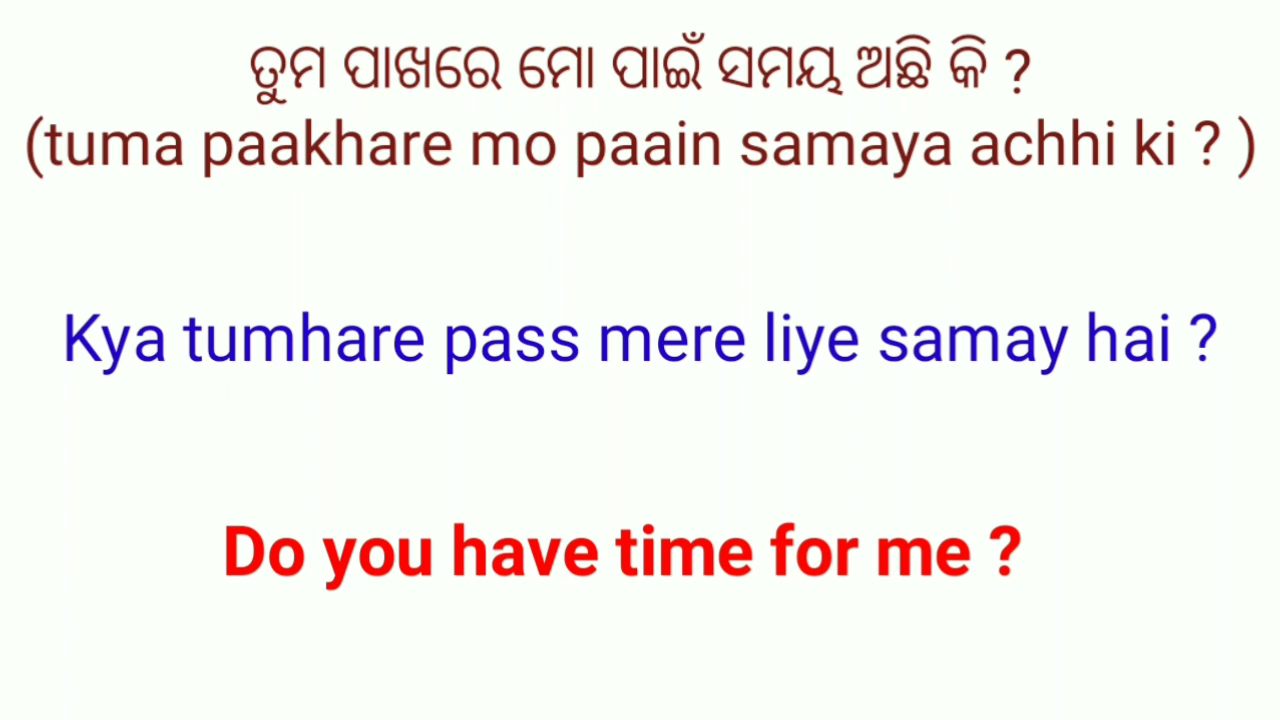 ତୁମ ପାଖରେ ମୋ ପାଇଁ ସମୟ ଅଛି କି ?
(tuma paakhare mo paain samaya achhi ki ? )
Kya tumhare pass mere liye samay hai ?
Do you have time for me ?